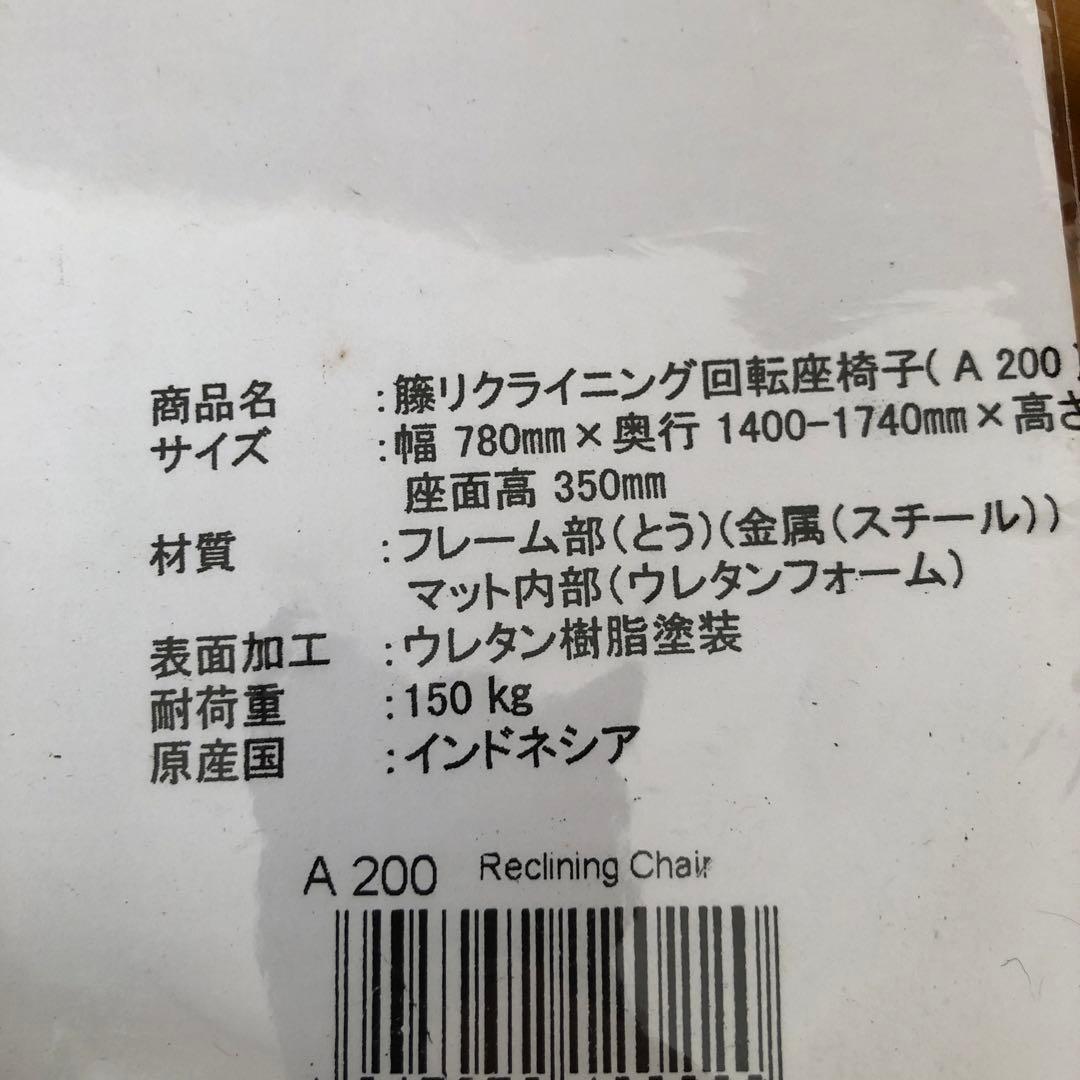 商品名 :籐リクライニング回転座椅子( A 200
サイズ :幅 780mm×奥行 1400-1740mm×高さ
座面高 350mm
材質 :フレーム部(とう)(金属(スチール))
マット内部(ウレタンフォーム)
表面加工 :ウレタン樹脂塗装
耐荷重 :150 kg
原産国 :インドネシア
A 200 Reclining Chair